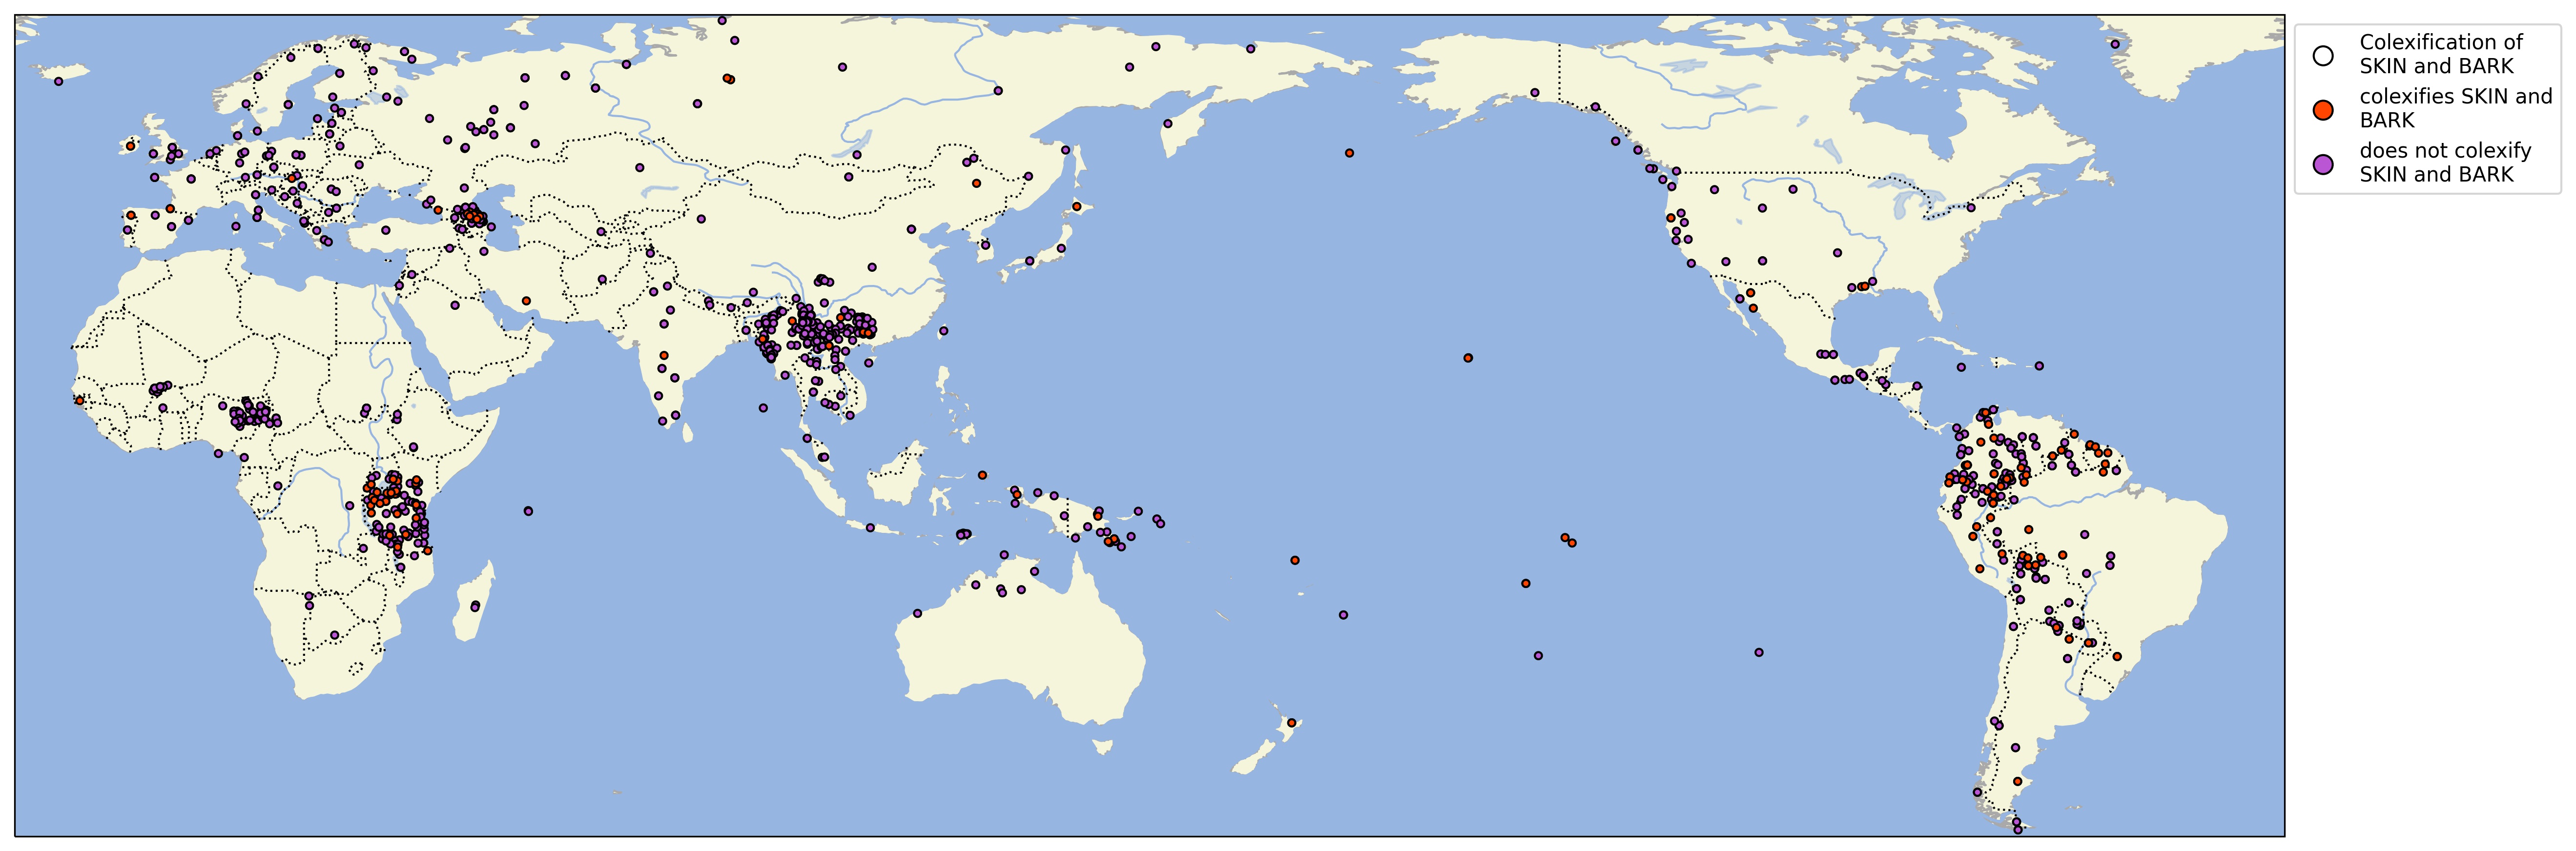 Colexification of
SKIN and BARK
colexifies SKIN and
BARK
does not colexify
SKIN and BARK